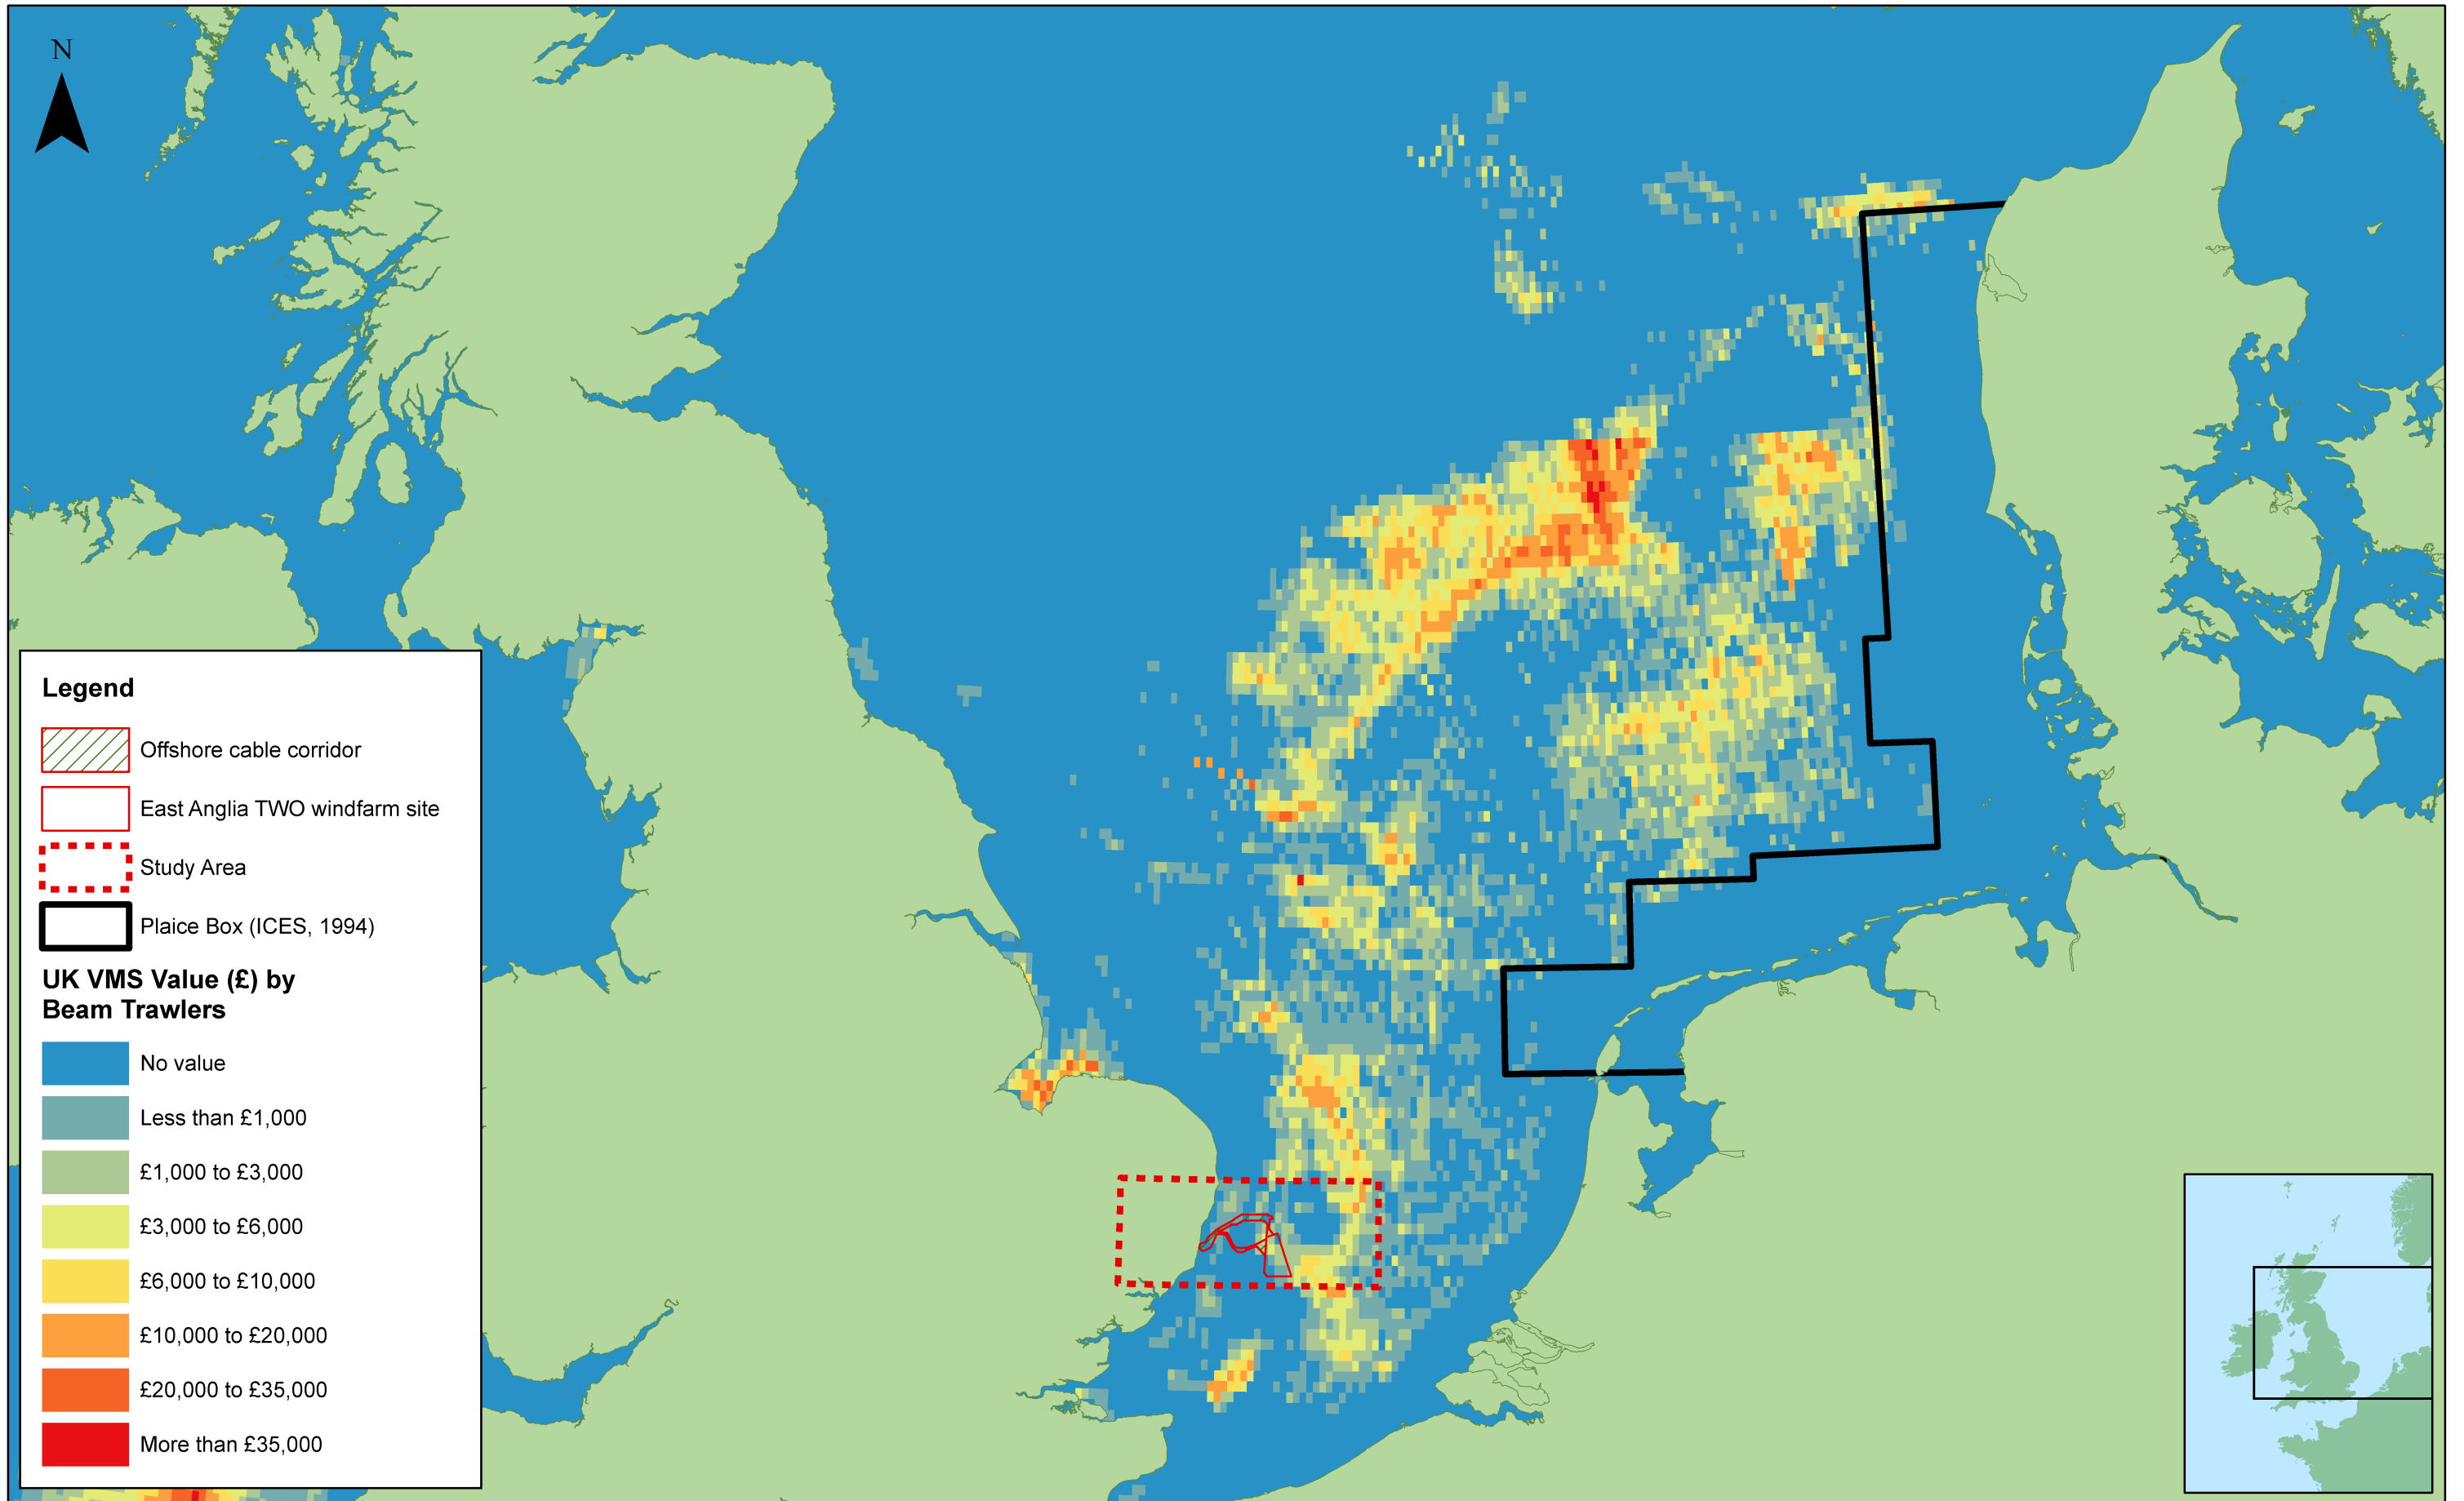 N
Legend
Offshore cable corridor
East Anglia TWO windfarm site
Study Area
Plaice Box (ICES, 1994)
UK VMS Value (£) by
Beam Trawlers
No value
Less than £1,000
£1,000 to £3,000
£3,000 to £6,000
£6,000 to £10,000
£10,000 to £20,000
£20,000 to £35,000
More than £35,000